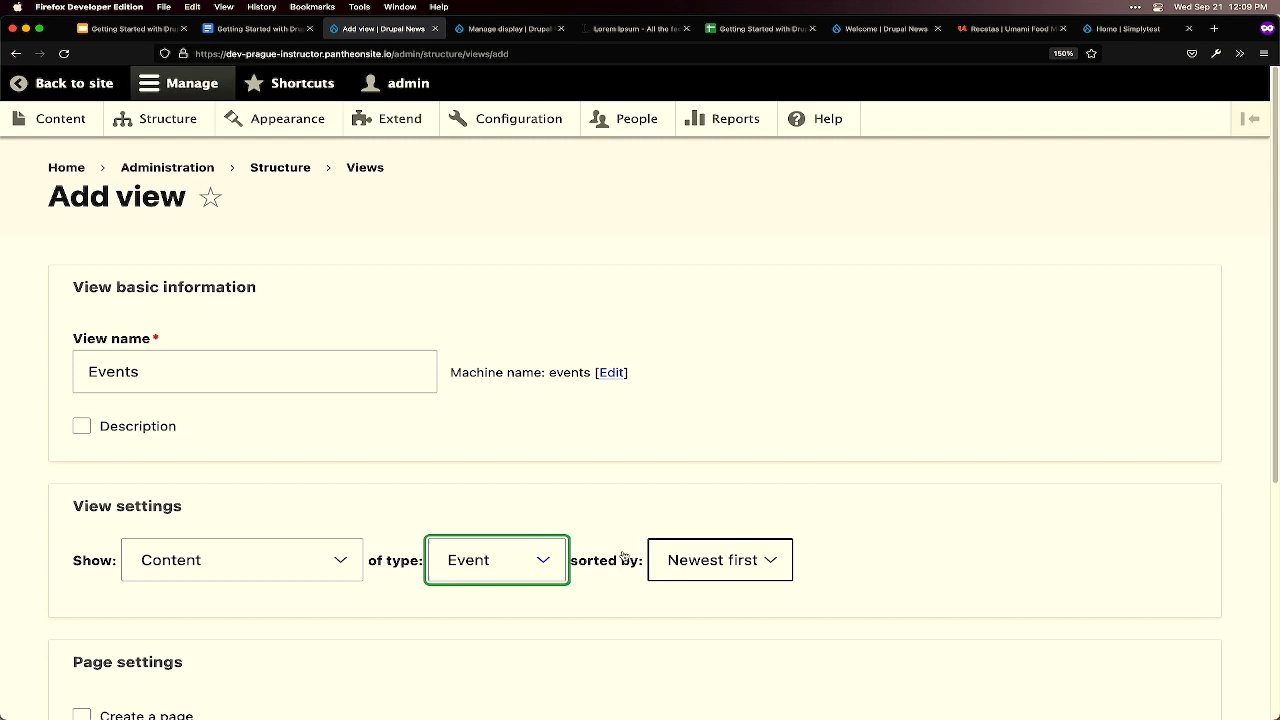 Firefox Developer Edition File Edit View History Bookmarks Tools Window Help Wed Sep 21 12:09 PM
Getting Started with Dru Getting Started with Dru Add view | Drupal News Manage display | Drupal Lorem Ipsum - All the fa Getting Started with Dru Welcome | Drupal News Recetas | Umami Food M Home | Simplytest
https://dev-prague-instructor.pantheonsite.io/admin/structure/views/add 150%
Back to site Manage Shortcuts admin
Content Structure Appearance Extend Configuration People Reports Help
Home Administration Structure Views
Add view
View basic information
View name*
Events Machine name: events [Edit]
Description
View settings
Show: Content of type: Event sorted by: Newest first
Page settings
Create a page